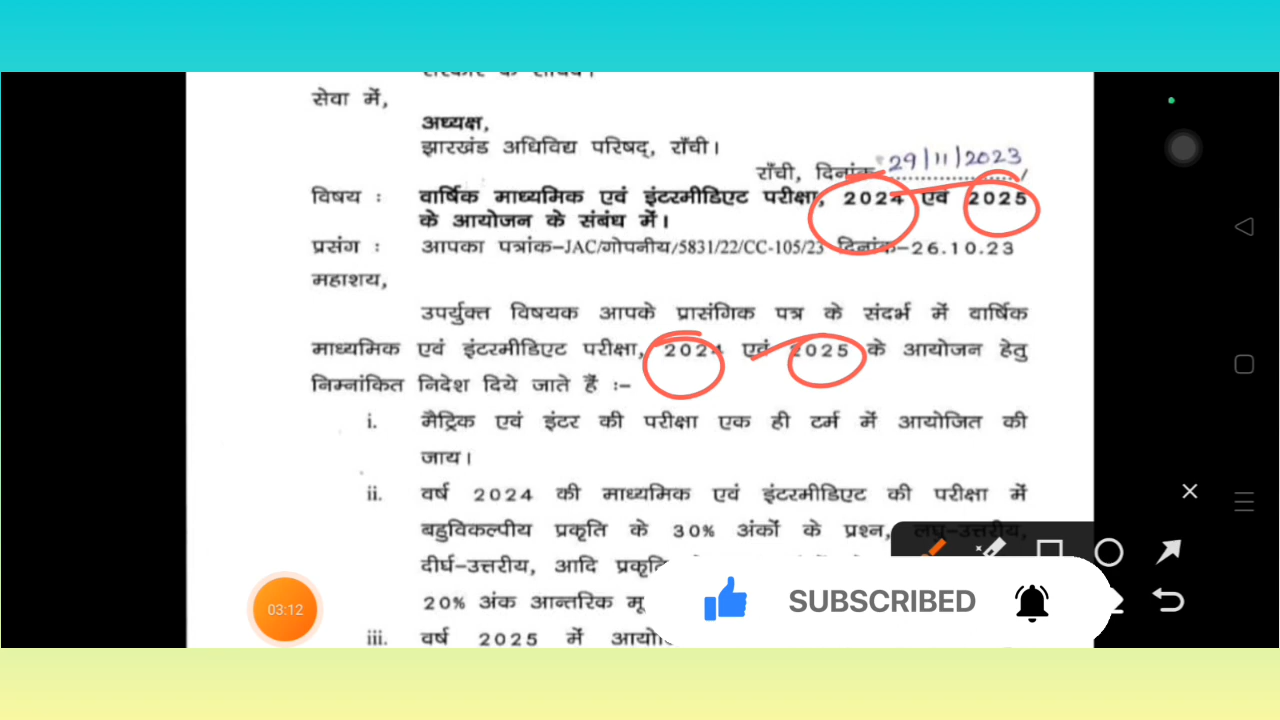 सेवा में,
अध्यक्ष,
झारखंड अधिविद्य परिषद्, राँची।
राँची, दिनांक 29/11/2023/
विषय : वार्षिक माध्यमिक एवं इंटरमीडिएट परीक्षा, 2024 एवं 2025
के आयोजन के संबंध में।
प्रसंग : आपका पत्रांक–JAC/गोपनीय/5831/22/CC-105/23 दिनांक–26.10.23
महाशय,
उपर्युक्त विषयक आपके प्रासंगिक पत्र के संदर्भ में वार्षिक
माध्यमिक एवं इंटरमीडिएट परीक्षा, 2024 एवं 2025 के आयोजन हेतु
निम्नांकित निदेश दिये जाते हैं :–
i. मैट्रिक एवं इंटर की परीक्षा एक ही टर्म में आयोजित की
जाय।
ii. वर्ष 2024 की माध्यमिक एवं इंटरमीडिएट की परीक्षा में
बहुविकल्पीय प्रकृति के 30% अंकों के प्रश्न, लघु–उत्तरीय,
दीर्घ–उत्तरीय, आदि
20% अंक आन्तरिक
iii. वर्ष 2025 में
03:12
SUBSCRIBED